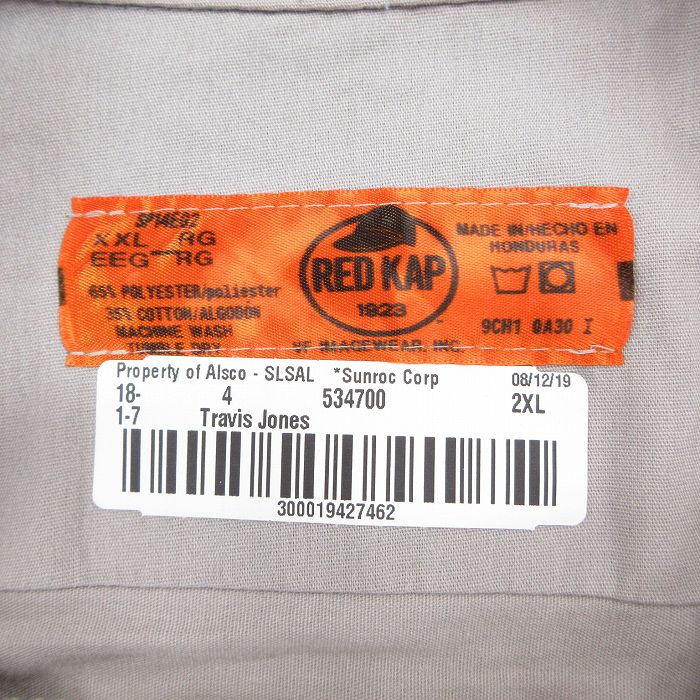 XXL RG
EEG RG
65% POLYESTER/poliester
35% COTTON/ALGODÓN
MACHINE WASH
TUMBLE DRY
RED KAP
1923
VF IMAGEWEAR, INC.
MADE IN/HECHO EN
HONDURAS
9CH1 0A30 I
Property of Alsco - SLSAL *Sunroc Corp 08/12/19
18- 4 534700 2XL
1-7 Travis Jones
300019427462